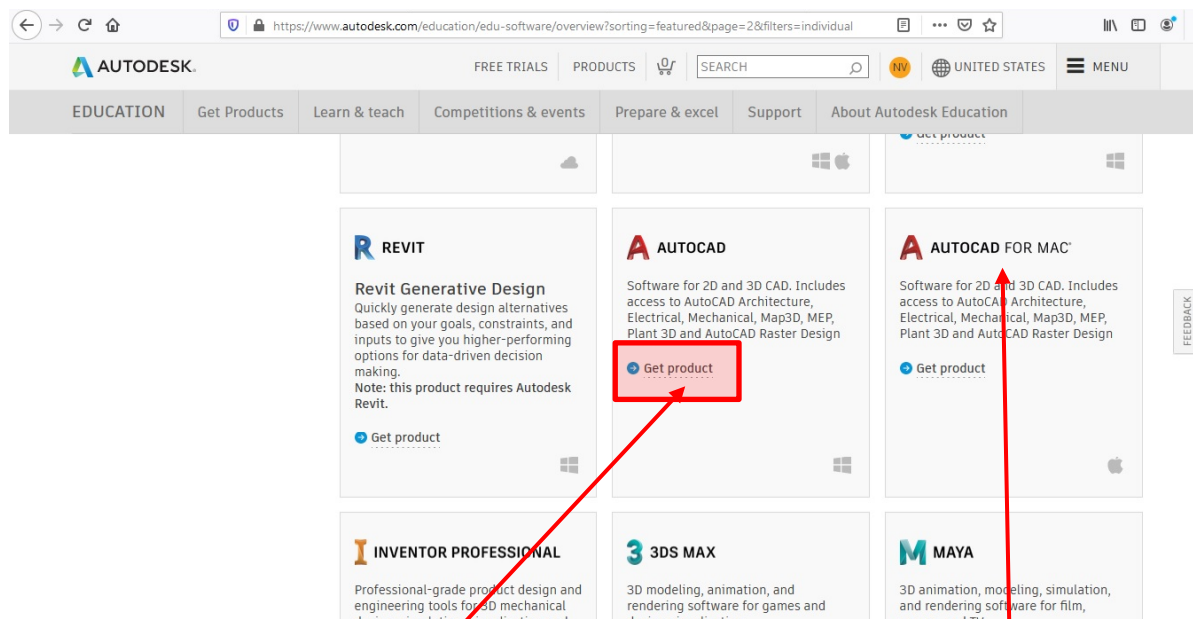 https://www.autodesk.com/education/edu-software/overview?sorting=featured&page=2&filters=individual
AUTODESK.
FREE TRIALS
PRODUCTS
0
SEARCH
NV
UNITED STATES
MENU
EDUCATION
Get Products
Learn & teach
Competitions & events
Prepare & excel
Support
About Autodesk Education
Get product
REVIT
Revit Generative Design
Quickly generate design alternatives
based on your goals, constraints, and
inputs to give you higher-performing
options for data-driven decision
making.
Note: this product requires Autodesk
Revit.
Get product
AUTOCAD
Software for 2D and 3D CAD. Includes
access to AutoCAD Architecture,
Electrical, Mechanical, Map3D, MEP,
Plant 3D and AutoCAD Raster Design
Get product
AUTOCAD FOR MAC
Software for 2D and 3D CAD. Includes
access to AutoCAD Architecture,
Electrical, Mechanical, Map3D, MEP,
Plant 3D and AutoCAD Raster Design
Get product
FEEDBACK
INVENTOR PROFESSIONAL
Professional-grade product design and
engineering tools for 3D mechanical
3DS MAX
3D modeling, animation, and
rendering software for games and
MAYA
3D animation, modeling, simulation,
and rendering software for film,